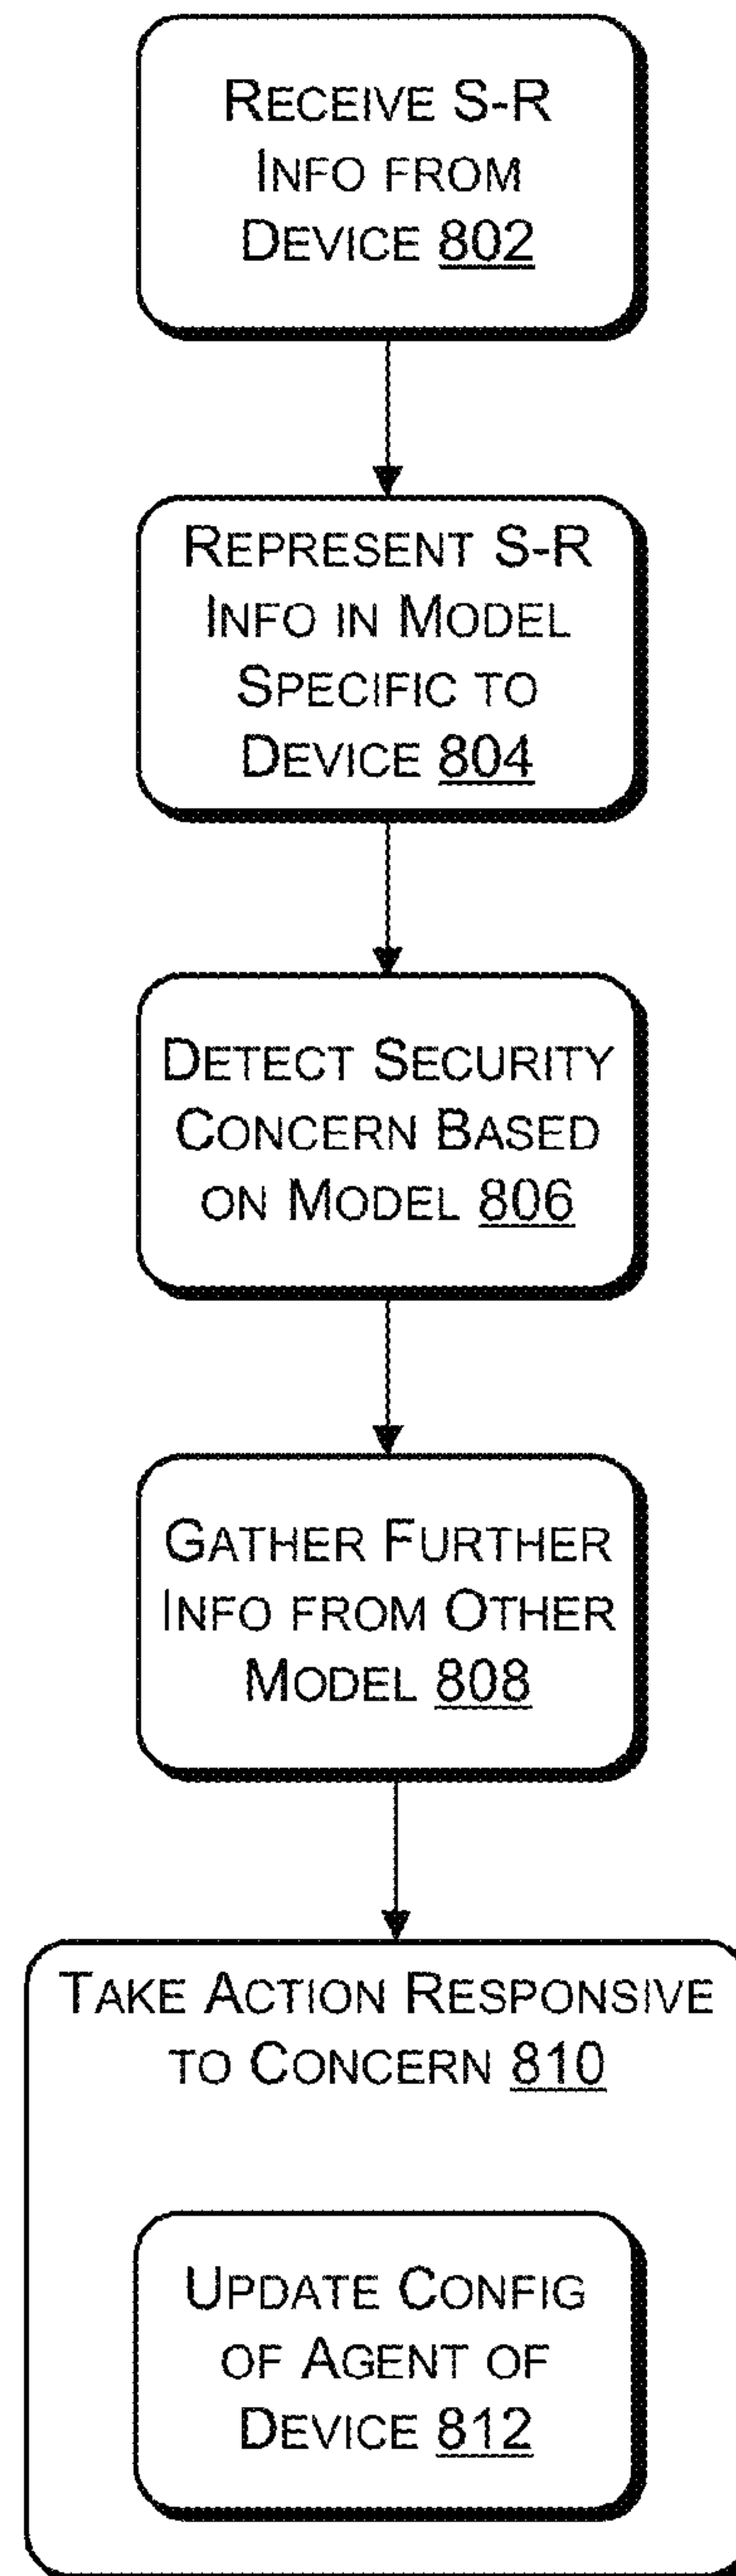 RECEIVE S-R
INFO FROM
DEVICE 802
REPRESENT S-R
INFO IN MODEL
SPECIFIC TO
DEVICE 804
DETECT SECURITY
CONCERN BASED
ON MODEL 806
GATHER FURTHER
INFO FROM OTHER
MODEL 808
TAKE ACTION RESPONSIVE
TO CONCERN 810
UPDATE CONFIG
OF AGENT OF
DEVICE 812